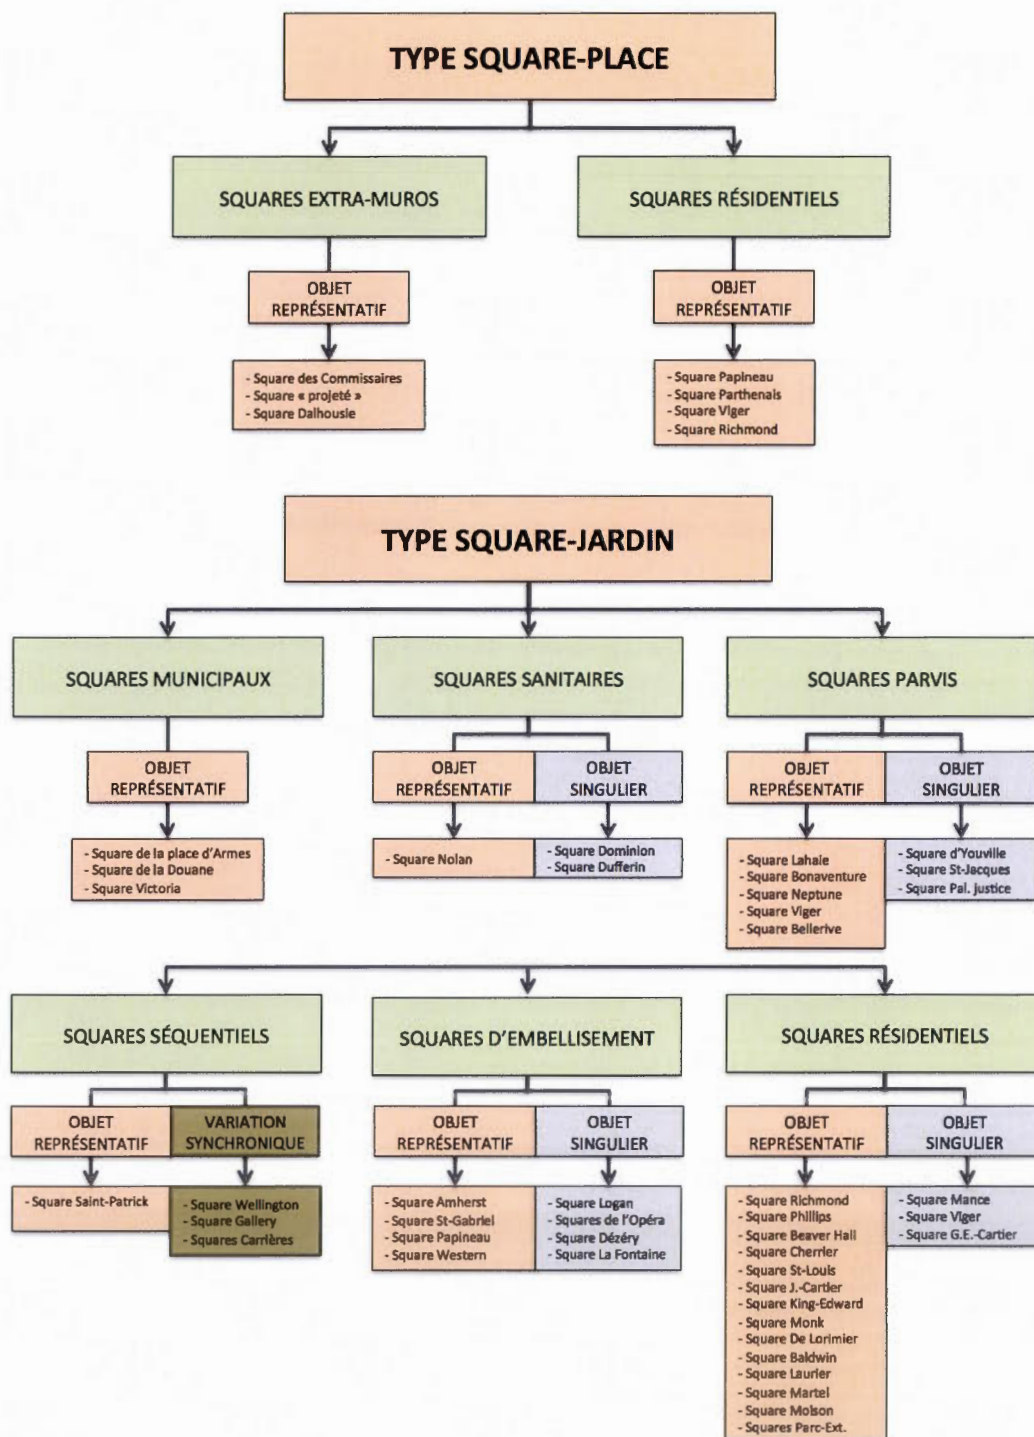 TYPE SQUARE-PLACE
SQUARES EXTRA-MUROS
SQUARES RÉSIDENTIELS
OBJET
REPRÉSENTATIF
OBJET
REPRÉSENTATIF
- Square des Commissaires
- Square « projeté »
- Square Dalhousie
- Square Papineau
- Square Parthenais
- Square Viger
- Square Richmond
TYPE SQUARE-JARDIN
SQUARES MUNICIPAUX
SQUARES SANITAIRES
SQUARES PARVIS
OBJET
REPRÉSENTATIF
OBJET
REPRÉSENTATIF
OBJET
SINGULIER
OBJET
REPRÉSENTATIF
OBJET
SINGULIER
- Square de la place d'Armes
- Square de la Douane
- Square Victoria
- Square Nolan
- Square Dominion
- Square Dufferin
- Square Lahaie
- Square Bonaventure
- Square Neptune
- Square Viger
- Square Bellerive
- Square d'Youville
- Square St-Jacques
- Square Pal. justice
SQUARES SÉQUENTIELS
SQUARES D'EMBELLISEMENT
SQUARES RÉSIDENTIELS
OBJET
REPRÉSENTATIF
VARIATION
SYNCHRONIQUE
OBJET
REPRÉSENTATIF
OBJET
SINGULIER
OBJET
REPRÉSENTATIF
OBJET
SINGULIER
- Square Saint-Patrick
- Square Wellington
- Square Gallery
- Squares Carrières
- Square Amherst
- Square St-Gabriel
- Square Papineau
- Square Western
- Square Logan
- Squares de l'Opéra
- Square Dézéry
- Square La Fontaine
- Square Richmond
- Square Phillips
- Square Beaver Hall
- Square Cherrier
- Square St-Louis
- Square J.-Cartier
- Square King-Edward
- Square Monk
- Square De Lorimier
- Square Baldwin
- Square Laurier
- Square Martel
- Square Molson
- Squares Parc-Ext.
- Square Mance
- Square Viger
- Square G.E.-Cartier